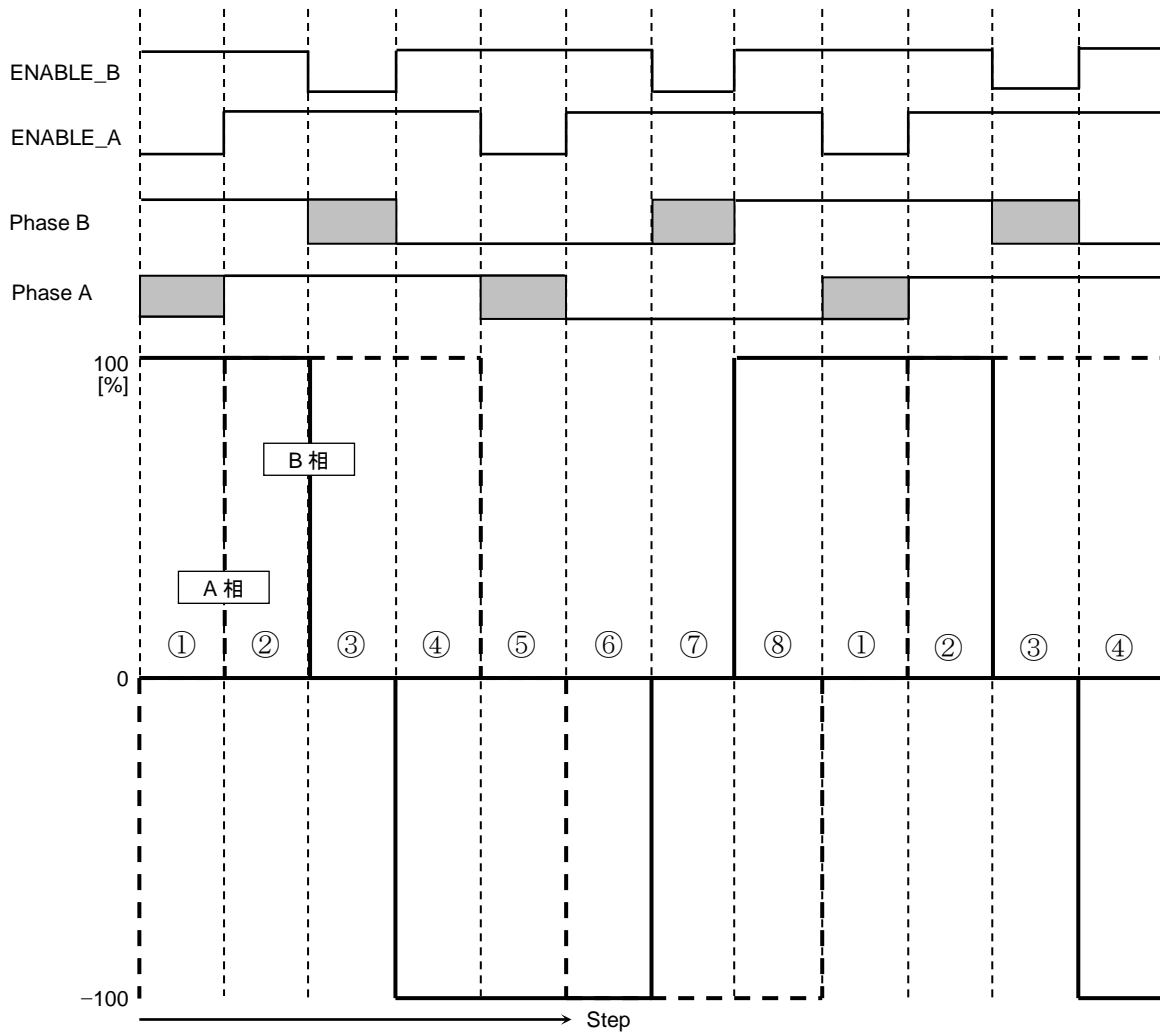 ENABLE_B
ENABLE_A
Phase B
Phase A
100
[%]
B 相
A 相
① ② ③ ④ ⑤ ⑥ ⑦ ⑧ ① ② ③ ④
0
−100
Step